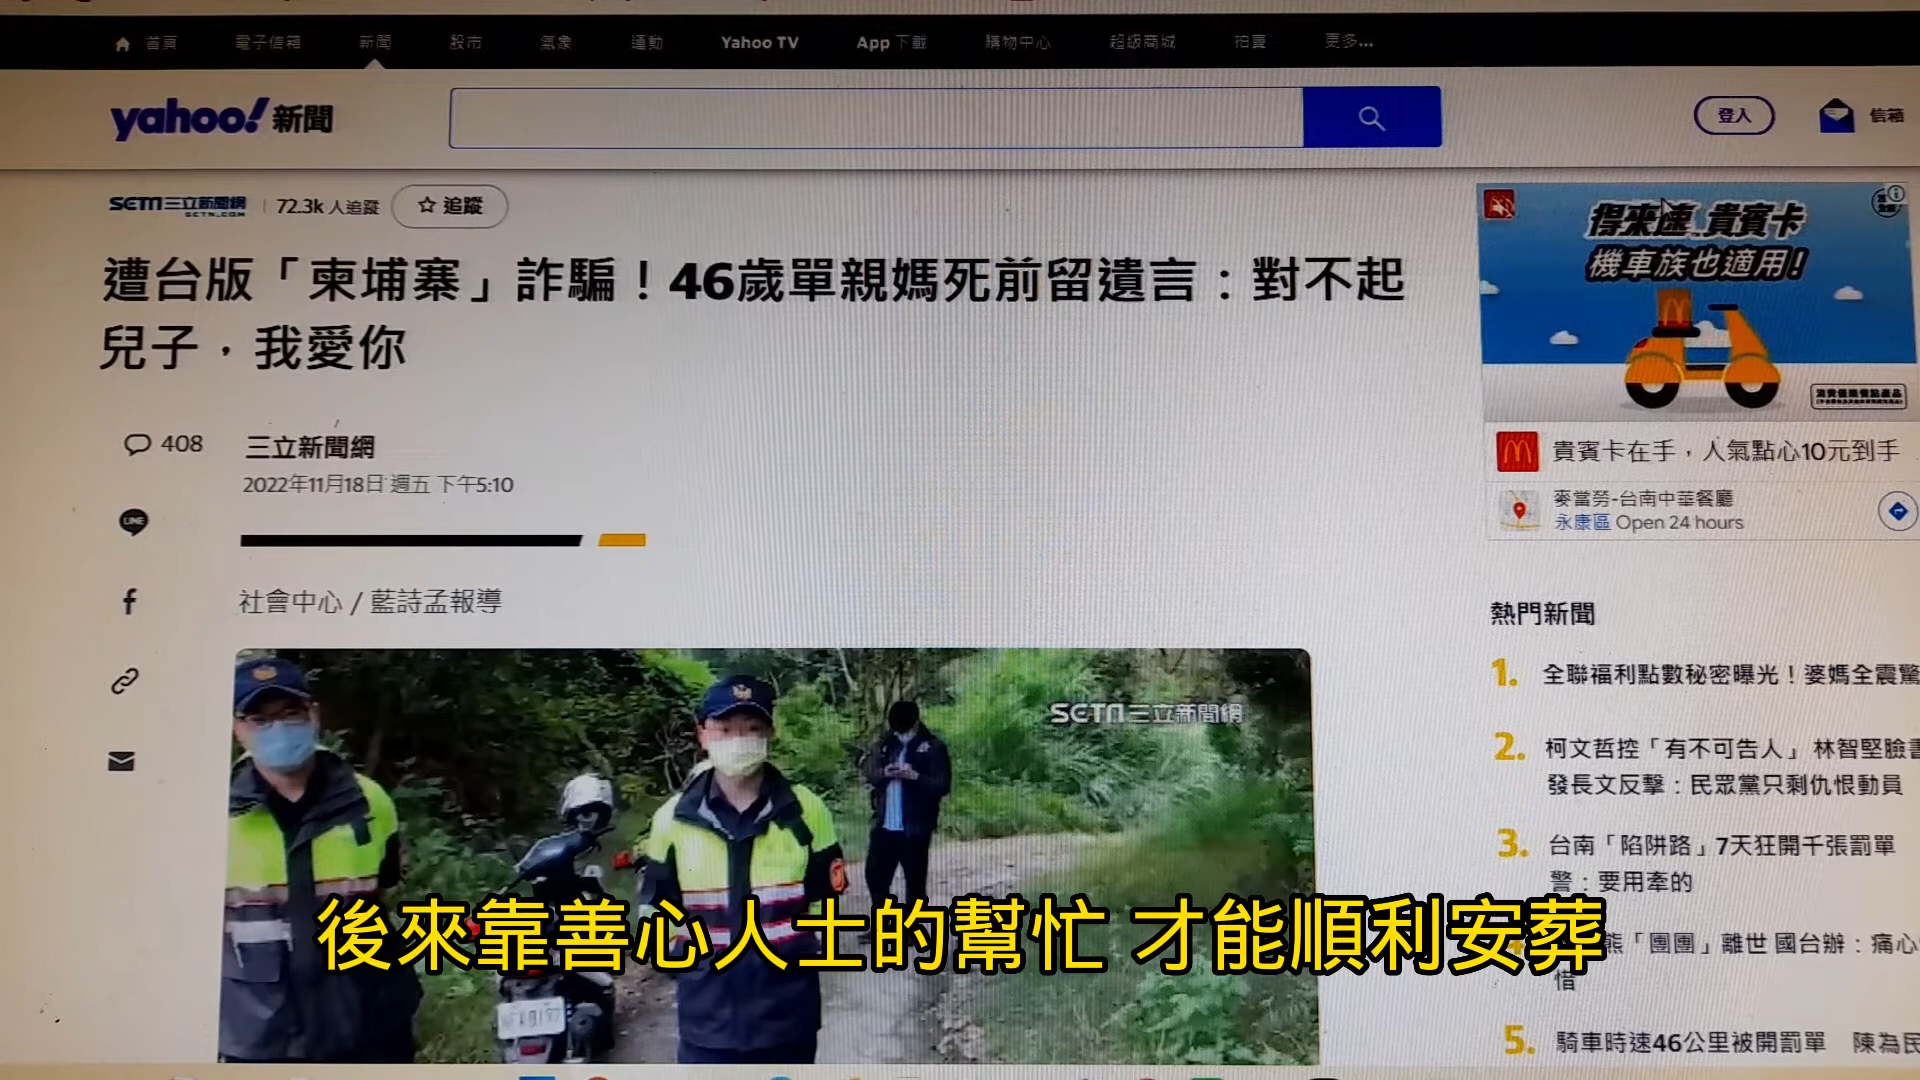 首頁 電子信箱 新聞 股市 氣象 運動 Yahoo TV App 下載 購物中心 超級商城 拍賣 更多...
yahoo! 新聞
登入
信箱
SETN三立新聞網
SETN.COM
72.3k 人追蹤
追蹤
遭台版「柬埔寨」詐騙！46歲單親媽死前留遺言：對不起
兒子，我愛你
408
三立新聞網
2022年11月18日 週五 下午5:10
LINE
社會中心 / 藍詩孟報導
SETN三立新聞網
後來靠善心人士的幫忙 才能順利安葬
得來速、貴賓卡
機車族也適用！
貴賓卡在手，人氣點心10元到手
麥當勞-台南中華餐廳
永康區 Open 24 hours
熱門新聞
1. 全聯福利點數秘密曝光！婆媽全震驚
2. 柯文哲控「有不可告人」 林智堅臉書
發長文反擊：民眾黨只剩仇恨動員
3. 台南「陷阱路」7天狂開千張罰單
警：要用牽的
熊「團團」離世 國台辦：痛心
惜
5. 騎車時速46公里被開罰單 陳為民